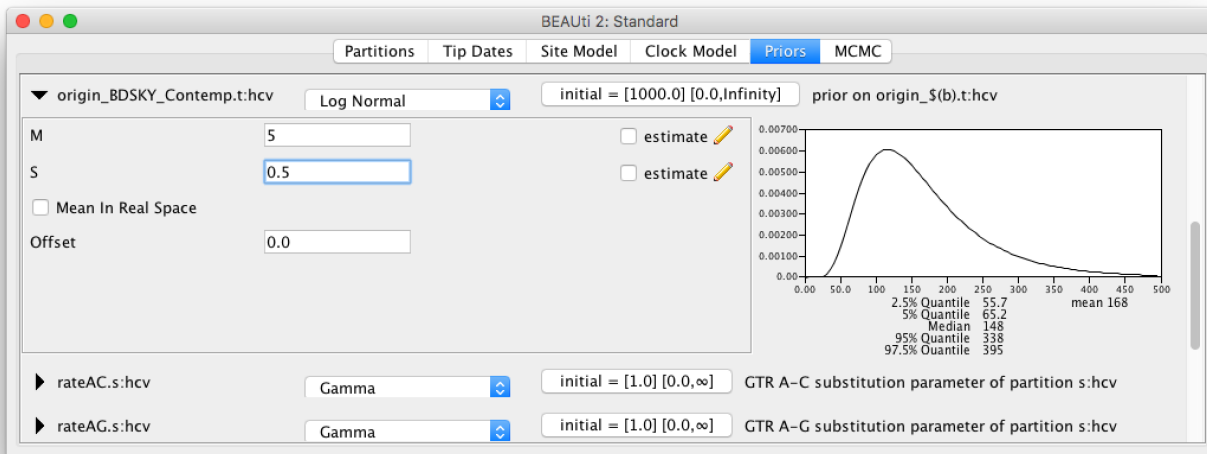 BEAUti 2: Standard
Partitions Tip Dates Site Model Clock Model Priors MCMC
origin_BDSKY_Contemp.t:hcv Log Normal initial = [1000.0] [0.0,Infinity] prior on origin_$(b).t:hcv
M 5 estimate
S 0.5 estimate
Mean In Real Space
Offset 0.0
0.00700
0.00600
0.00500
0.00400
0.00300
0.00200
0.00100
0.00
0.00 50.0 100 150 200 250 300 350 400 450 500
2.5% Quantile 55.7 mean 168
5% Quantile 65.2
Median 148
95% Quantile 338
97.5% Quantile 395
rateAC.s:hcv Gamma initial = [1.0] [0.0,∞] GTR A-C substitution parameter of partition s:hcv
rateAG.s:hcv Gamma initial = [1.0] [0.0,∞] GTR A-G substitution parameter of partition s:hcv